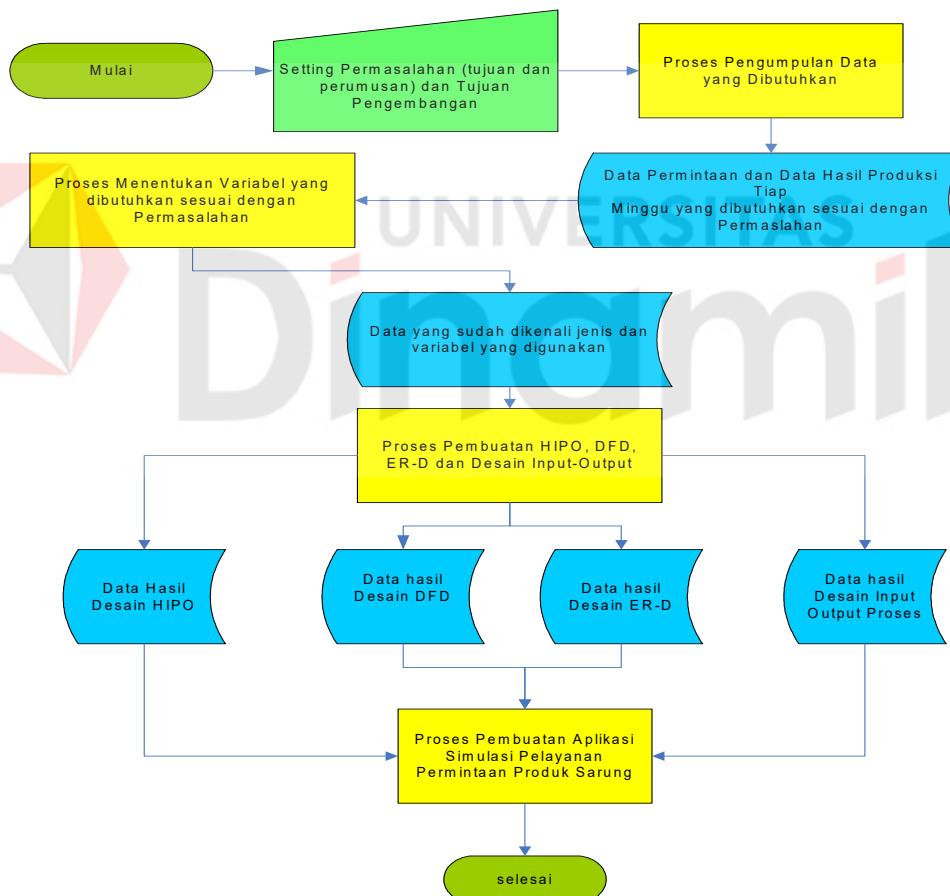 Mulai
Setting Permasalahan (tujuan dan
perumusan) dan Tujuan
Pengembangan
Proses Pengumpulan Data
yang Dibutuhkan
Data Permintaan dan Data Hasil Produksi
Tiap
Minggu yang dibutuhkan sesuai dengan
Permaslahan
Proses Menentukan Variabel yang
dibutuhkan sesuai dengan
Permasalahan
UNIVERSITAS
Dinami
Data yang sudah dikenali jenis dan
variabel yang digunakan
Proses Pembuatan HIPO, DFD,
ER-D dan Desain Input-Output
Data Hasil
Desain HIPO
Data hasil
Desain DFD
Data hasil
Desain ER-D
Data hasil
Desain Input
Output Proses
Proses Pembuatan Aplikasi
Simulasi Pelayanan
Permintaan Produk Sarung
selesai